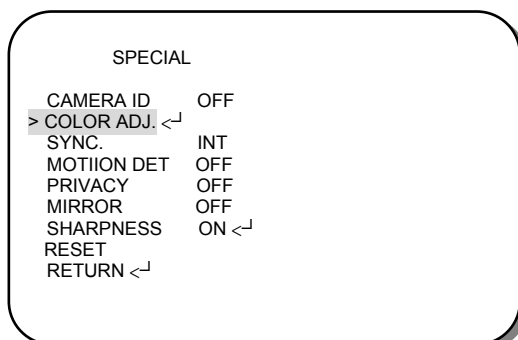 SPECIAL
CAMERA ID OFF
> COLOR ADJ. ↵
SYNC. INT
MOTIION DET OFF
PRIVACY OFF
MIRROR OFF
SHARPNESS ON ↵
RESET
RETURN ↵